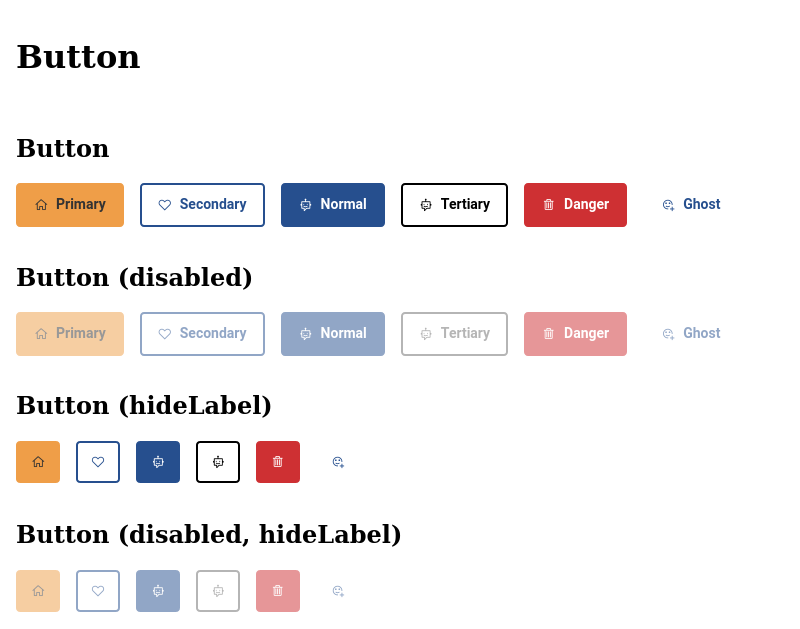 Button
Button
Primary Secondary Normal Tertiary Danger Ghost
Button (disabled)
Primary Secondary Normal Tertiary Danger Ghost
Button (hideLabel)
Button (disabled, hideLabel)